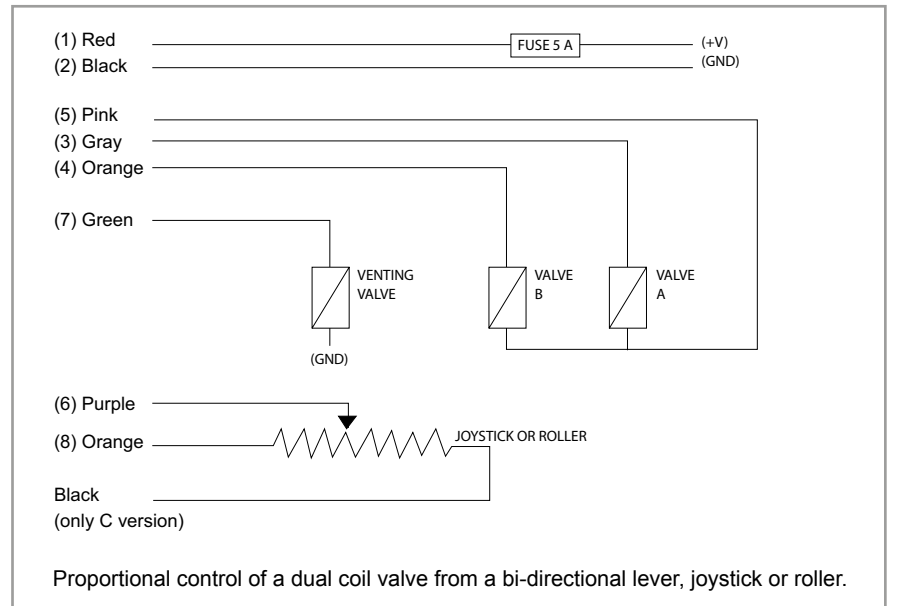 (1) Red
FUSE 5 A
(+V)
(2) Black
(GND)
(5) Pink
(3) Gray
(4) Orange
(7) Green
VENTING
VALVE
VALVE
B
VALVE
A
(GND)
(6) Purple
(8) Orange
JOYSTICK OR ROLLER
Black
(only C version)
Proportional control of a dual coil valve from a bi-directional lever, joystick or roller.